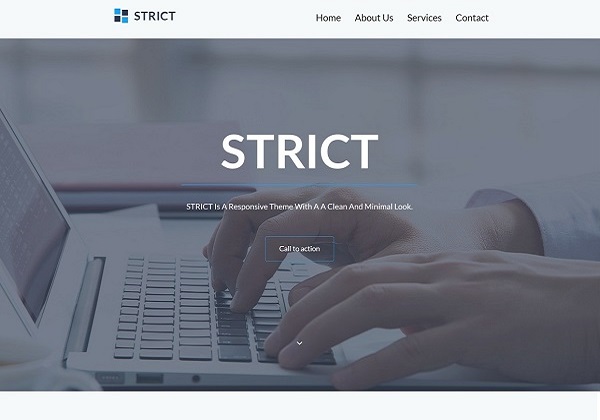 STRICT
Home About Us Services Contact
STRICT
STRICT Is A Responsive Theme With A A Clean And Minimal Look.
Call to action